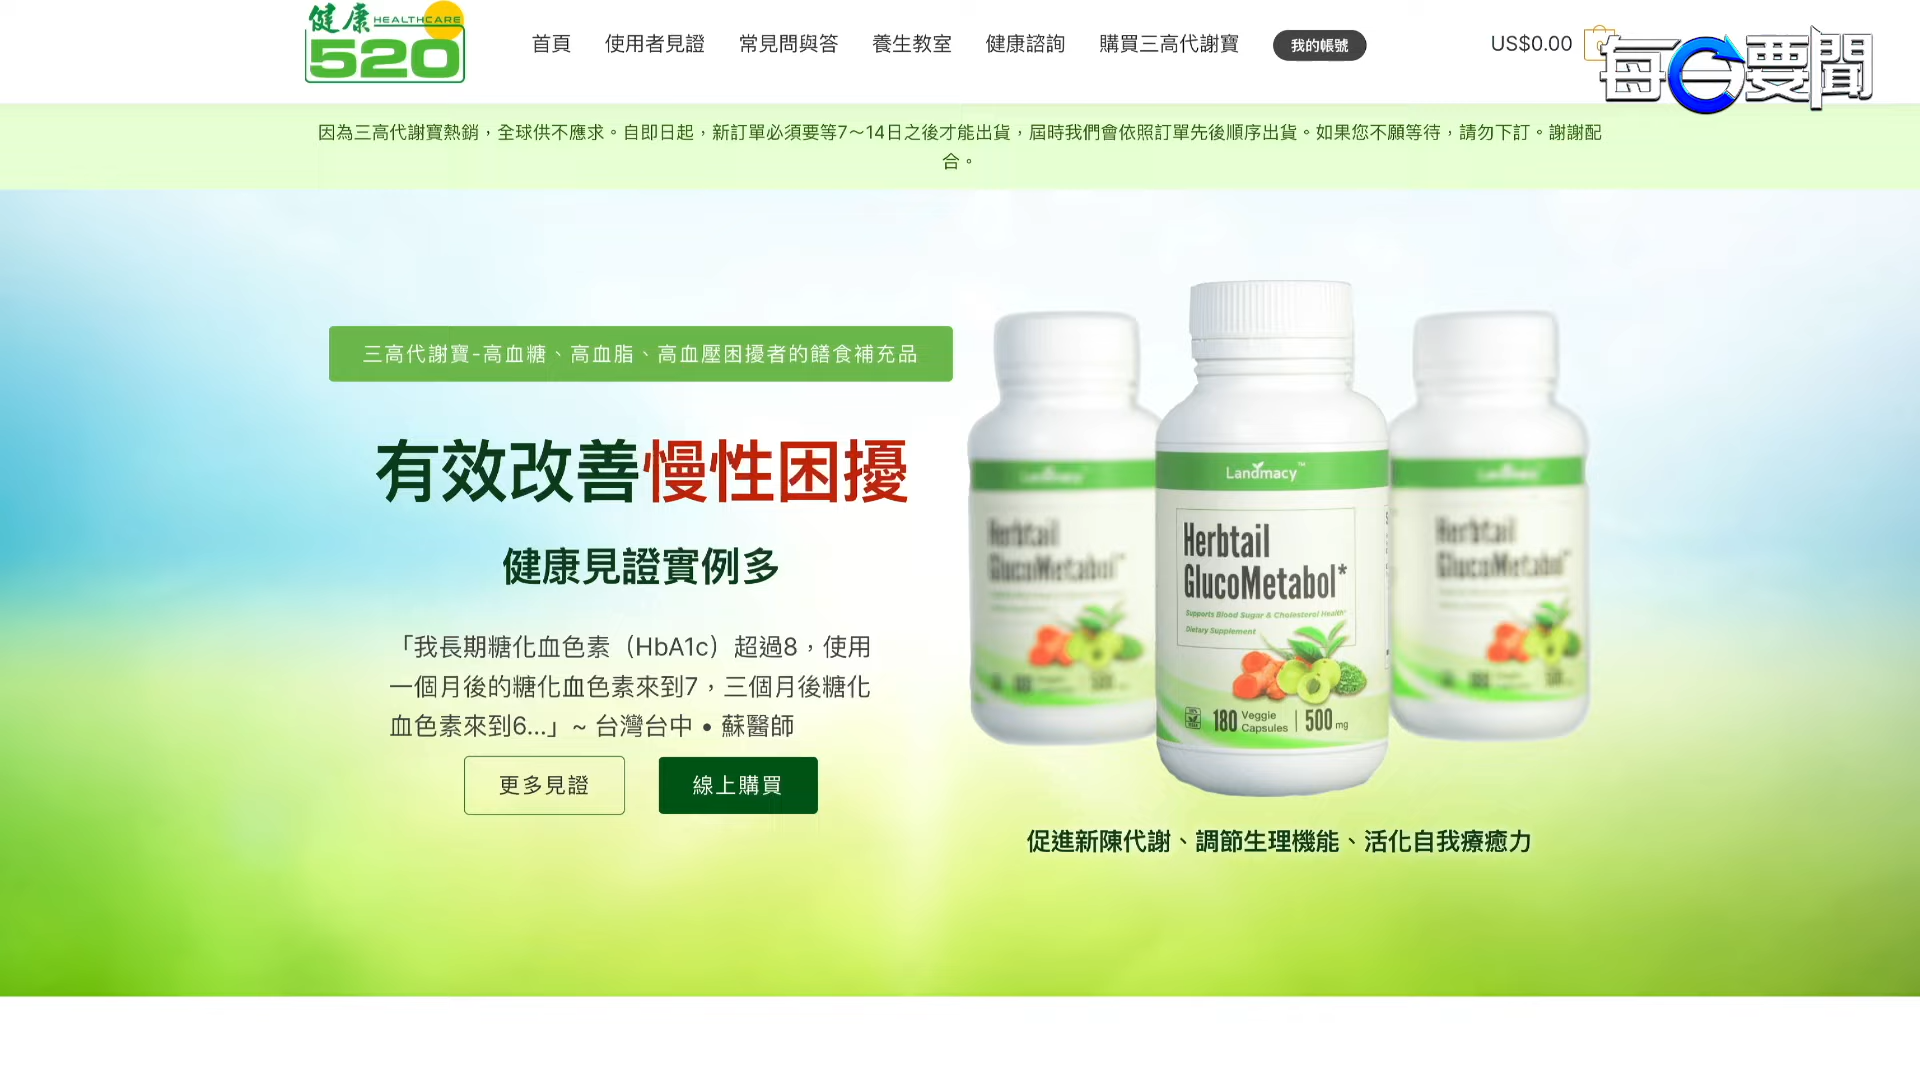 健康 HEALTHCARE
520
首頁 使用者見證 常見問與答 養生教室 健康諮詢 購買三高代謝寶 我的帳號 US$0.00
每日要聞
因為三高代謝寶熱銷，全球供不應求。自即日起，新訂單必須要等7～14日之後才能出貨，屆時我們會依照訂單先後順序出貨。如果您不願等待，請勿下訂。謝謝配
合。
三高代謝寶-高血糖、高血脂、高血壓困擾者的饍食補充品
有效改善慢性困擾
健康見證實例多
「我長期糖化血色素（HbA1c）超過8，使用
一個月後的糖化血色素來到7，三個月後糖化
血色素來到6...」~ 台灣台中 • 蘇醫師
更多見證 線上購買
Landmacy™
Herbtail
GlucoMetabol*
Supports Blood Sugar & Cholesterol Health*
Dietary Supplement
180 Veggie Capsules | 500 mg
Herbtail
GlucoMetabol
Herbtail
GlucoMetabol
促進新陳代謝、調節生理機能、活化自我療癒力